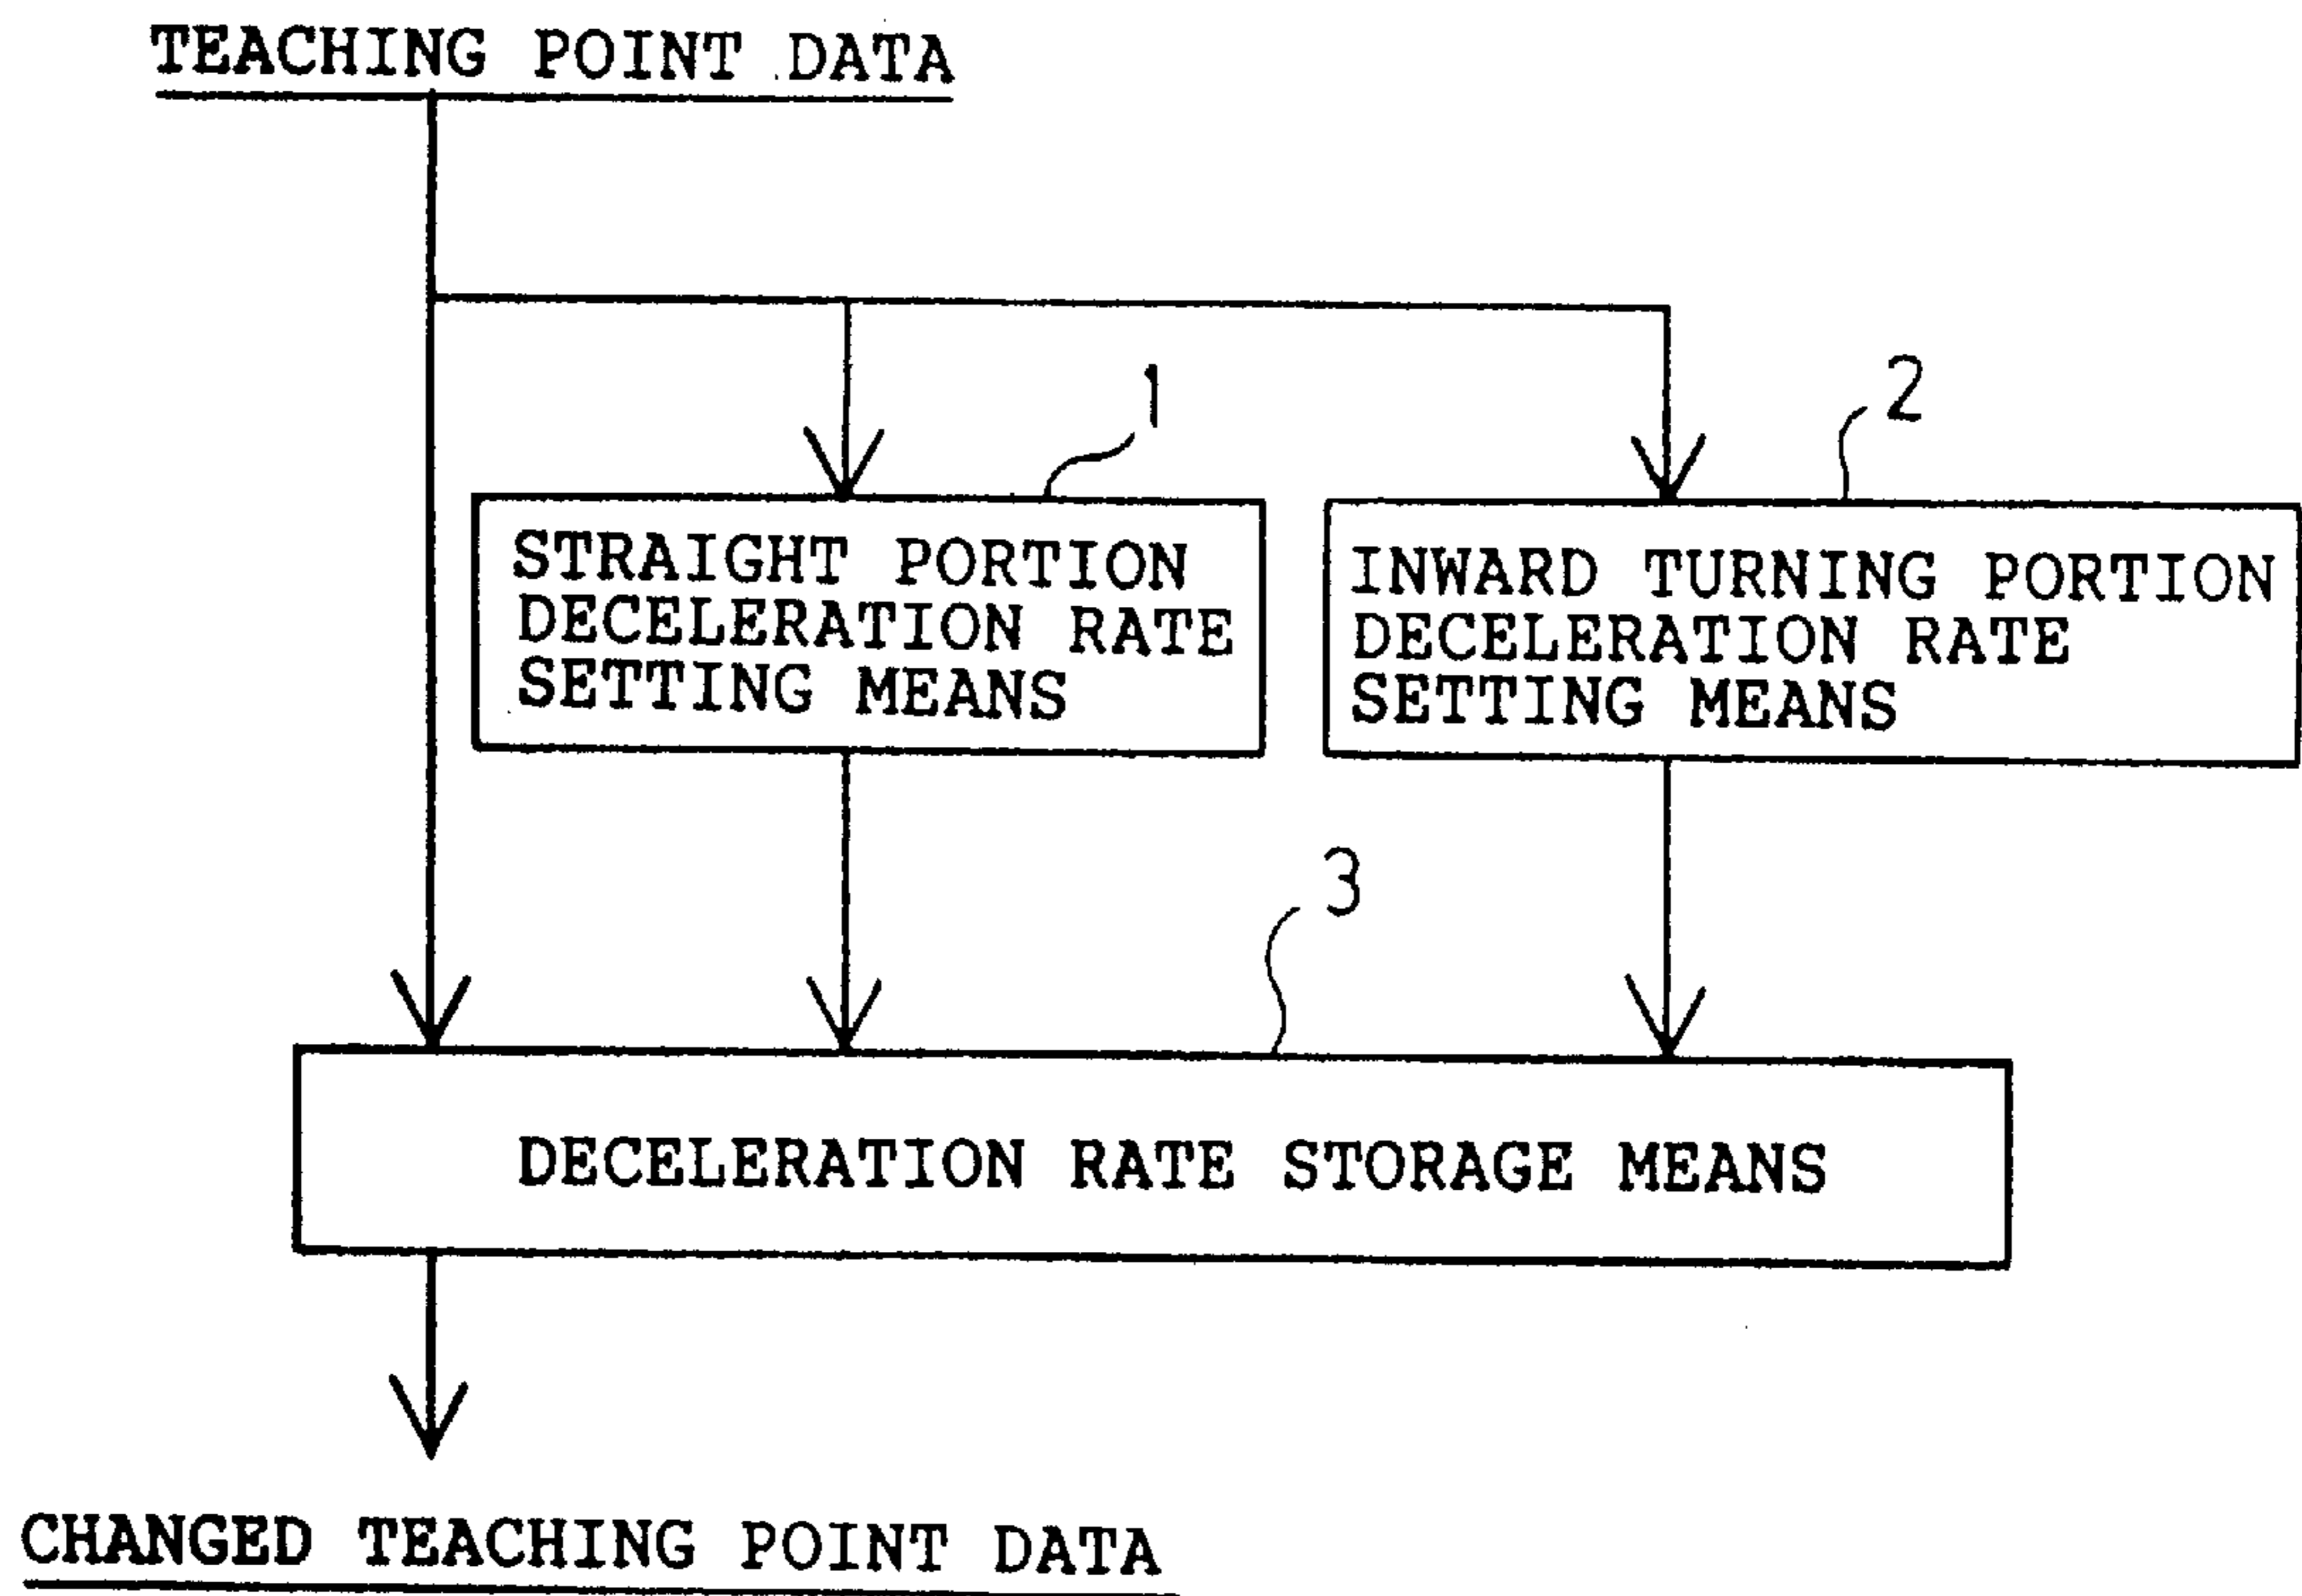 TEACHING POINT DATA
1
2
STRAIGHT PORTION
DECELERATION RATE
SETTING MEANS
INWARD TURNING PORTION
DECELERATION RATE
SETTING MEANS
3
DECELERATION RATE STORAGE MEANS
CHANGED TEACHING POINT DATA